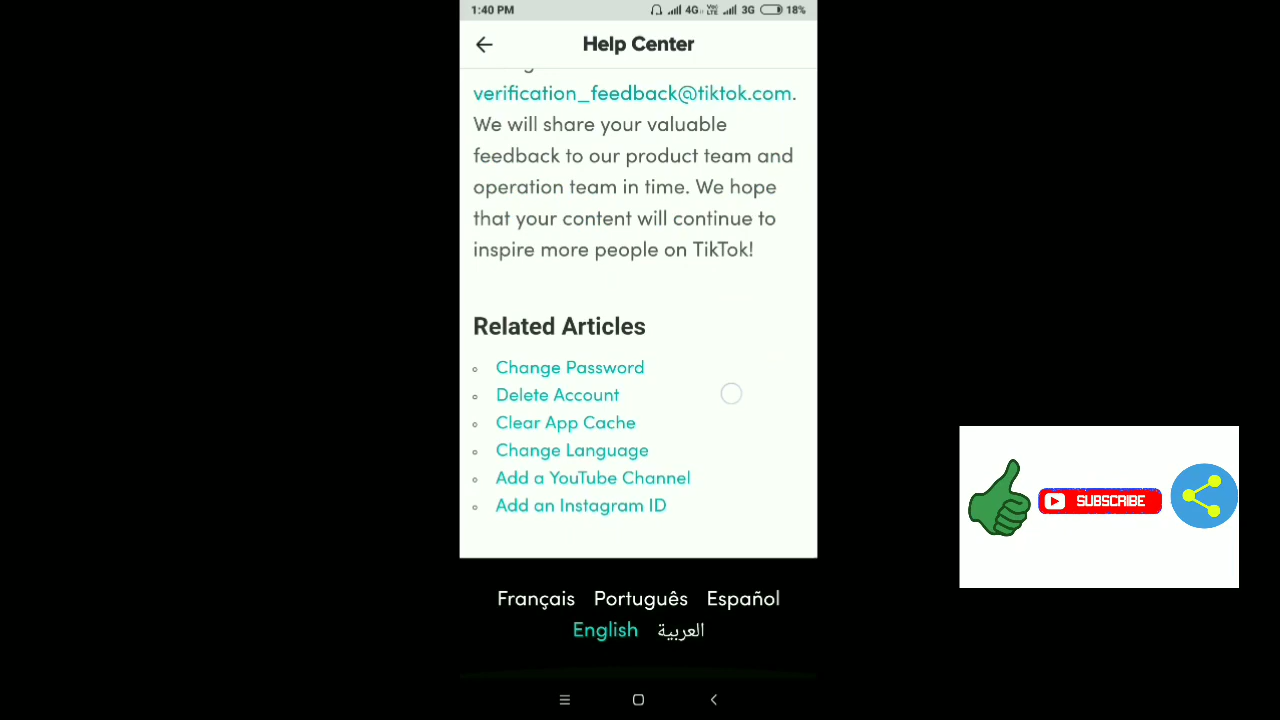 1:40 PM 4G VoLTE 3G 18%
Help Center
verification_feedback@tiktok.com.
We will share your valuable
feedback to our product team and
operation team in time. We hope
that your content will continue to
inspire more people on TikTok!
Related Articles
Change Password
Delete Account
Clear App Cache
Change Language
Add a YouTube Channel
Add an Instagram ID
SUBSCRIBE
Français Português Español
English العربية